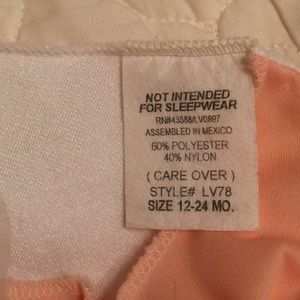 NOT INTENDED
FOR SLEEPWEAR
RN#43588/LV0897
ASSEMBLED IN MEXICO
60% POLYESTER
40% NYLON
( CARE OVER )
STYLE# LV78
SIZE 12-24 MO.